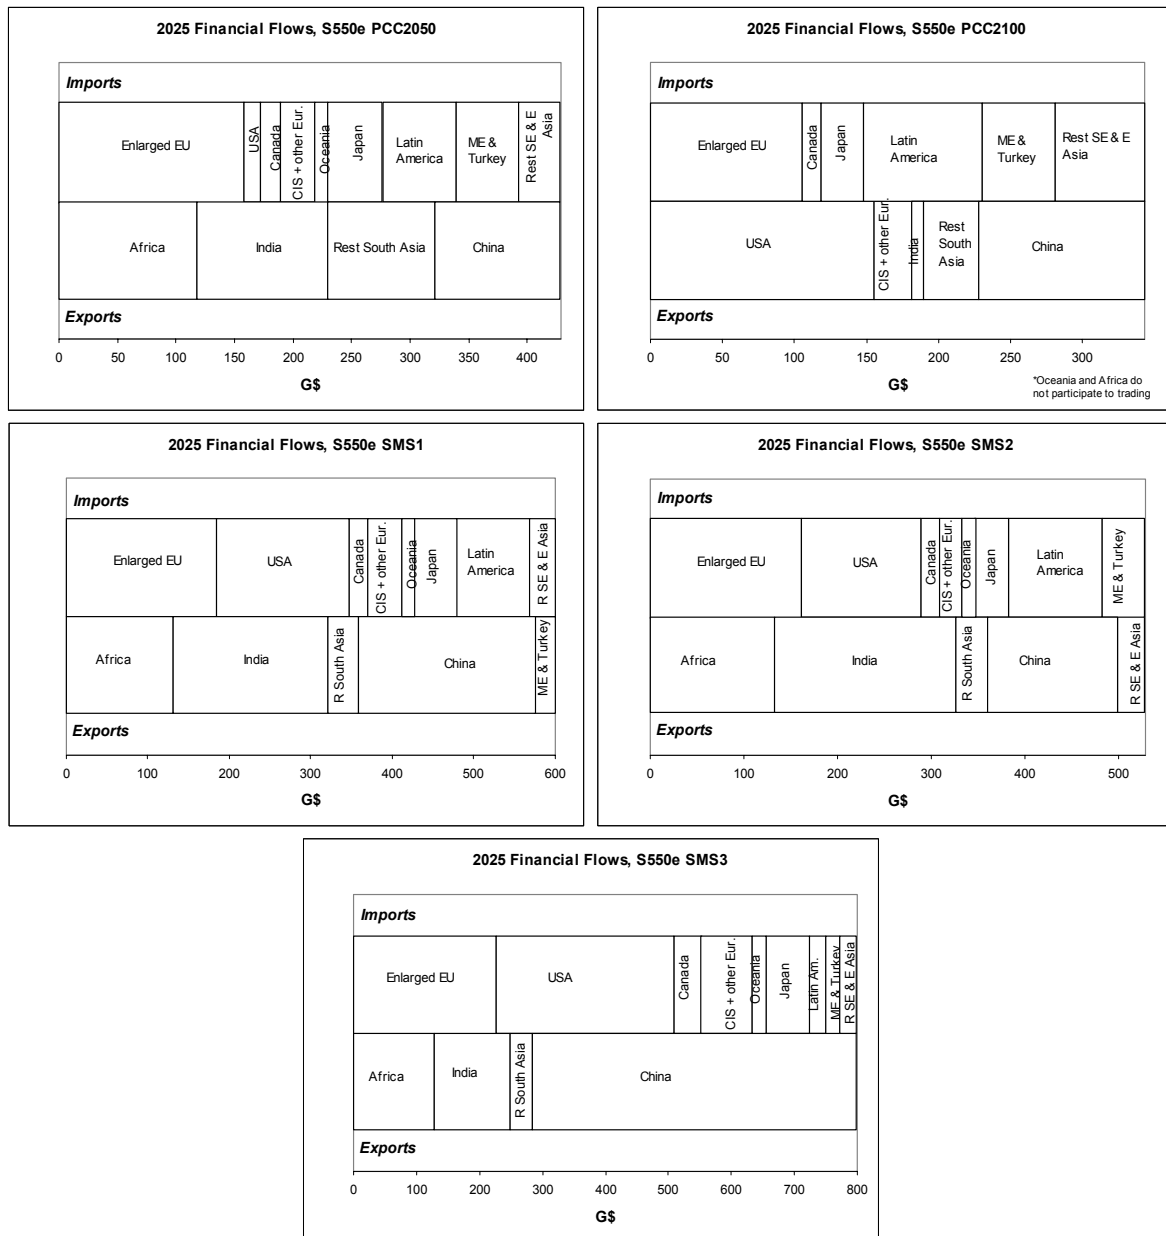 2025 Financial Flows, S550e PCC2050
Imports
Enlarged EU
USA
Canada
CIS + other Eur.
Oceania
Japan
Latin
America
ME &
Turkey
Rest SE & E
Asia
Africa
India
Rest South Asia
China
Exports
0 50 100 150 200 250 300 350 400
G$
2025 Financial Flows, S550e PCC2100
Imports
Enlarged EU
Canada
Japan
Latin
America
ME &
Turkey
Rest SE & E
Asia
USA
CIS + other Eur.
India
Rest
South
Asia
China
Exports
0 50 100 150 200 250 300
G$
*Oceania and Africa do
not participate to trading
2025 Financial Flows, S550e SMS1
Imports
Enlarged EU
USA
Canada
CIS + other Eur.
Oceania
Japan
Latin
America
R SE & E Asia
Africa
India
R South Asia
China
ME & Turkey
Exports
0 100 200 300 400 500 600
G$
2025 Financial Flows, S550e SMS2
Imports
Enlarged EU
USA
Canada
CIS + other Eur.
Oceania
Japan
Latin
America
ME & Turkey
Africa
India
R South Asia
China
R SE & E Asia
Exports
0 100 200 300 400 500
G$
2025 Financial Flows, S550e SMS3
Imports
Enlarged EU
USA
Canada
CIS + other Eur.
Oceania
Japan
Latin Am.
ME & Turkey
R SE & E Asia
Africa
India
R South Asia
China
Exports
0 100 200 300 400 500 600 700 800
G$